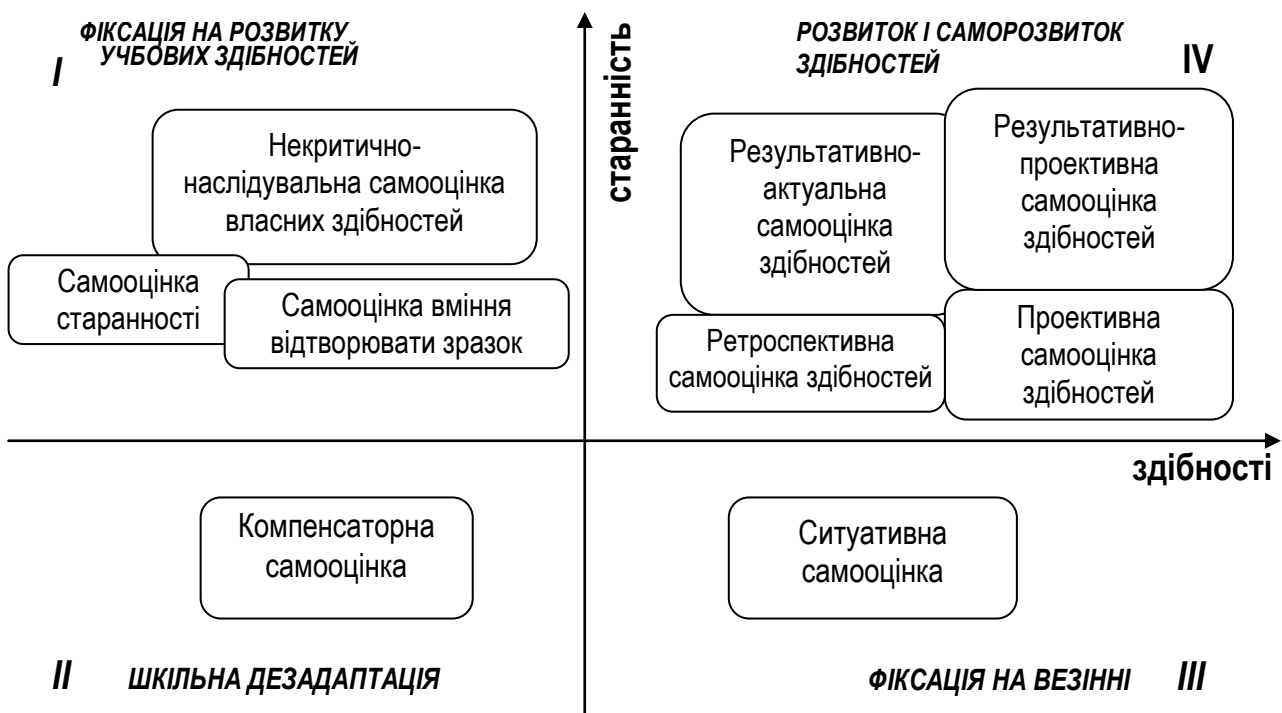 ФІКСАЦІЯ НА РОЗВИТКУ
УЧБОВИХ ЗДІБНОСТЕЙ
I
Некритично-
наслідувальна самооцінка
власних здібностей
Самооцінка
старанності
Самооцінка вміння
відтворювати зразок
старанність
РОЗВИТОК І САМОРОЗВИТОК
ЗДІБНОСТЕЙ
IV
Результативно-
актуальна
самооцінка
здібностей
Результативно-
проективна
самооцінка
здібностей
Ретроспективна
самооцінка здібностей
Проективна
самооцінка
здібностей
здібності
Компенсаторна
самооцінка
Ситуативна
самооцінка
II ШКІЛЬНА ДЕЗАДАПТАЦІЯ
ФІКСАЦІЯ НА ВЕЗІННІ III